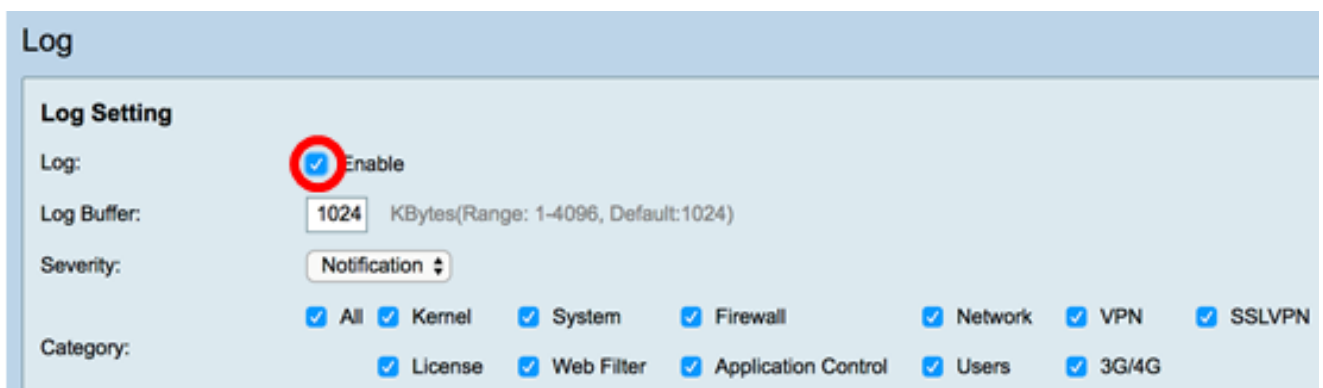 Log
Log Setting
Log: Enable
Log Buffer: 1024 KBytes(Range: 1-4096, Default:1024)
Severity: Notification
All Kernel System Firewall Network VPN SSLVPN
Category:
License Web Filter Application Control Users 3G/4G